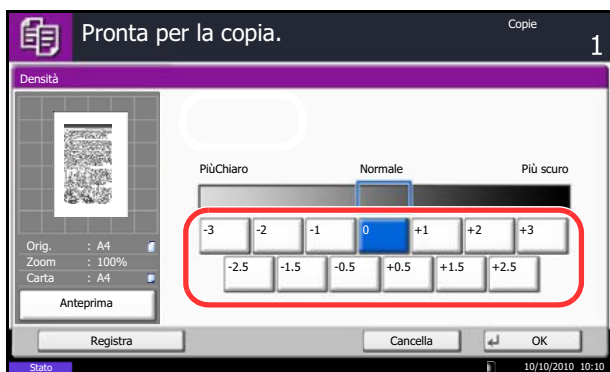 Pronta per la copia.
Copie
1
Densità
PiùChiaro Normale Più scuro
-3 -2 -1 0 +1 +2 +3
-2.5 -1.5 -0.5 +0.5 +1.5 +2.5
Orig. : A4
Zoom : 100%
Carta : A4
Anteprima
Registra Cancella OK
Stato 10/10/2010 10:10